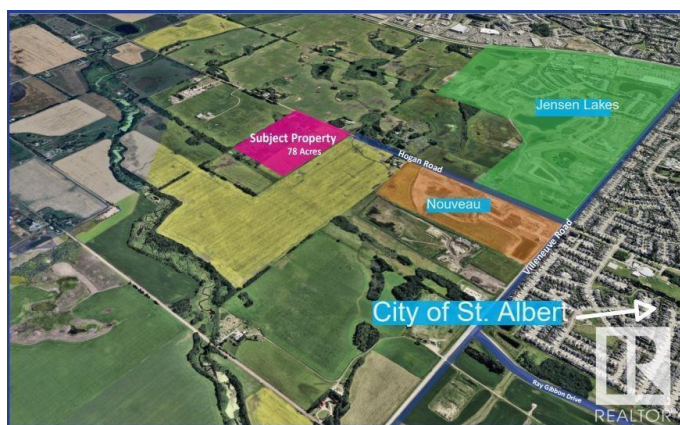 Jensen Lakes
Subject Property
78 Acres
Hogan Road
Nouveau
Villeneuve Road
City of St. Albert
Ray Gibbon Drive
R
REALTOR